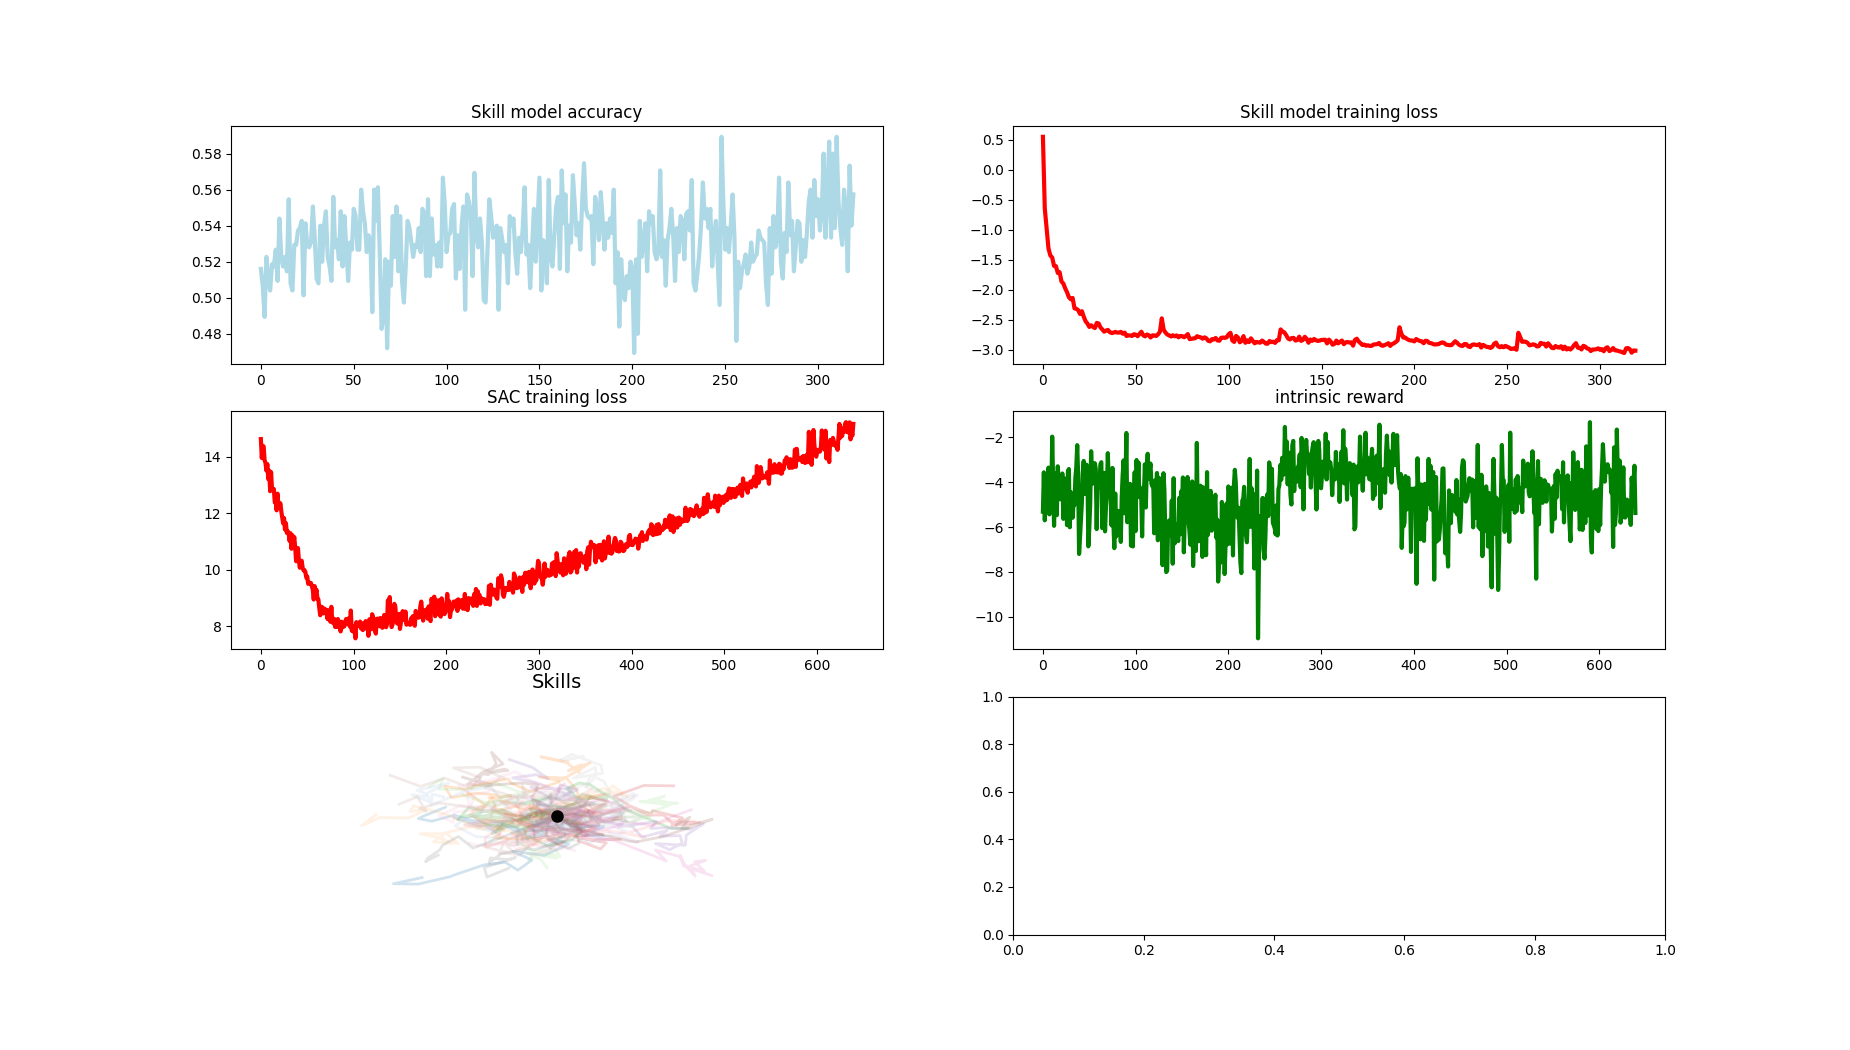 Skill model accuracy
0.58
0.56
0.54
0.52
0.50
0.48
0 50 100 150 200 250 300
Skill model training loss
0.5
0.0
−0.5
−1.0
−1.5
−2.0
−2.5
−3.0
0 50 100 150 200 250 300
SAC training loss
14
12
10
8
0 100 200 300 400 500 600
intrinsic reward
−2
−4
−6
−8
−10
0 100 200 300 400 500 600
Skills
1.0
0.8
0.6
0.4
0.2
0.0
0.0 0.2 0.4 0.6 0.8 1.0